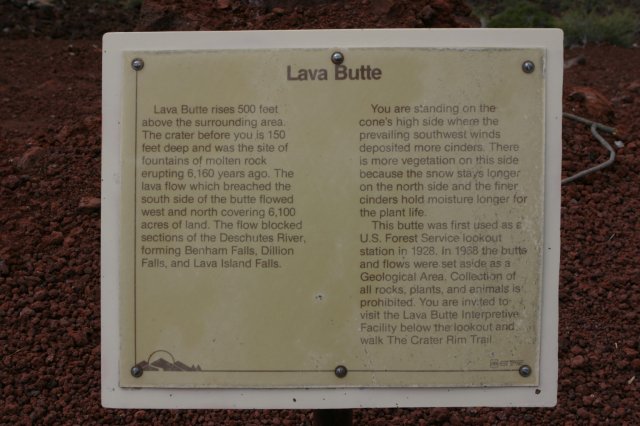 Lava Butte
Lava Butte rises 500 feet
above the surrounding area.
The crater before you is 150
feet deep and was the site of
fountains of molten rock
erupting 6,160 years ago. The
lava flow which breached the
south side of the butte flowed
west and north covering 6,100
acres of land. The flow blocked
sections of the Deschutes River,
forming Benham Falls, Dillion
Falls, and Lava Island Falls.
You are standing on the
cone's high side where the
prevailing southwest winds
deposited more cinders. There
is more vegetation on this side
because the snow stays longer
on the north side and the finer
cinders hold moisture longer for
the plant life.
This butte was first used as a
U.S. Forest Service lookout
station in 1928. In 1968 the butte
and flows were set aside as a
Geological Area. Collection of
all rocks, plants, and animals is
prohibited. You are invited to
visit the Lava Butte Interpretive
Facility below the lookout and
walk The Crater Rim Trail.